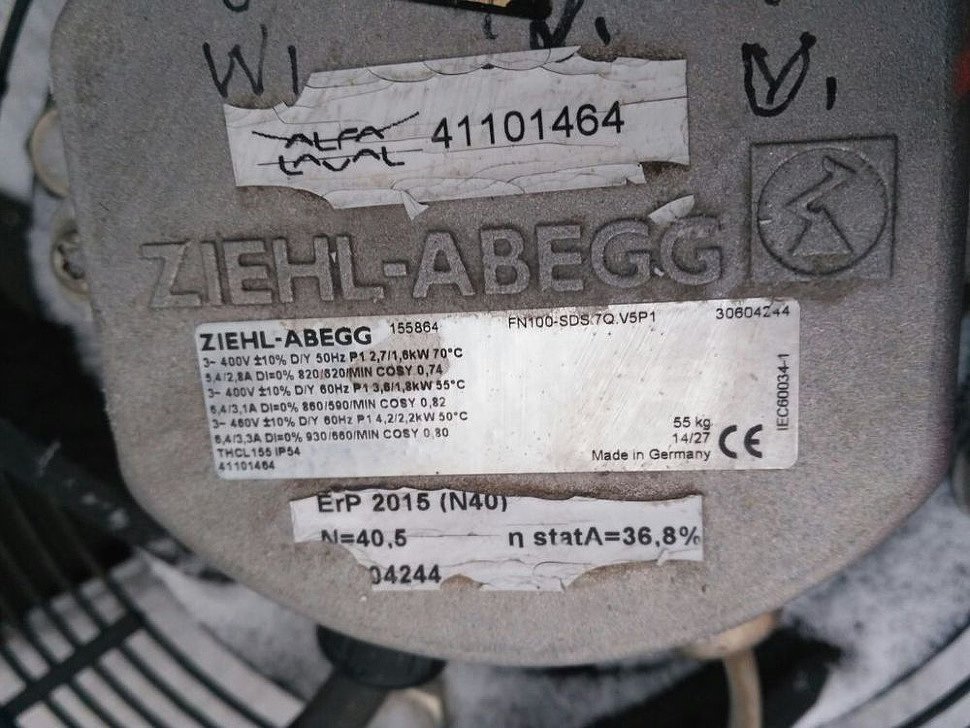 W1
V1
ALFA
LAVAL
41101464
ZIEHL-ABEGG
ZIEHL-ABEGG 155864 FN100-SDS.7Q.V5P1 30604244
3~ 400V ±10% D/Y 50Hz P1 2,7/1,6kW 70°C
5,4/2,8A DI=0% 820/620/MIN COSY 0,74
3~ 400V ±10% D/Y 60Hz P1 3,6/1,8kW 55°C
6,4/3,1A DI=0% 860/590/MIN COSY 0,82
3~ 460V ±10% D/Y 60Hz P1 4,2/2,2kW 50°C
6,4/3,3A DI=0% 930/660/MIN COSY 0,80
THCL155 IP54
41101464
55 kg
14/27
Made in Germany
CE
IEC60034-1
ErP 2015 (N40)
N=40,5 n statA=36,8%
04244